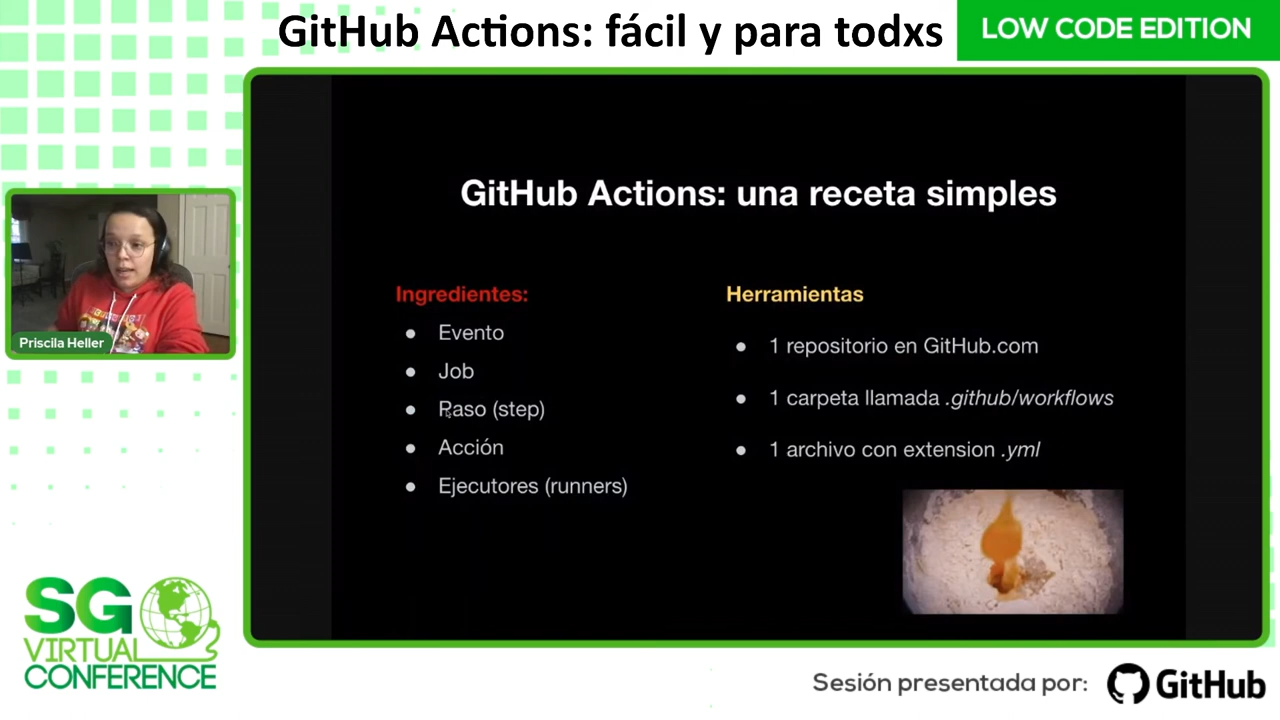 GitHub Actions: fácil y para todxs
LOW CODE EDITION
GitHub Actions: una receta simples
Ingredientes:
● Evento
● Job
● Paso (step)
● Acción
● Ejecutores (runners)
Herramientas
● 1 repositorio en GitHub.com
● 1 carpeta llamada .github/workflows
● 1 archivo con extension .yml
Priscila Heller
SG
VIRTUAL
CONFERENCE
Sesión presentada por: GitHub